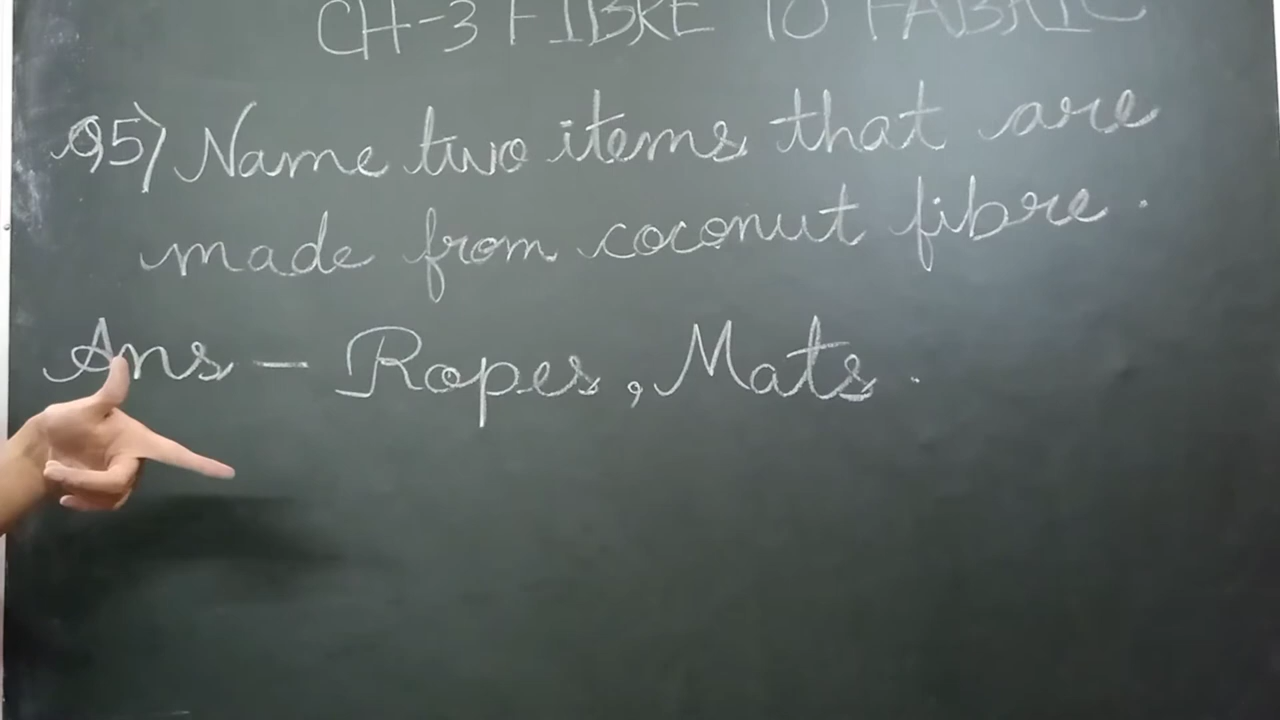 CH-3 FIBRE TO FABRIC
Q5) Name two items that are
made from coconut fibre.
Ans - Ropes, Mats.